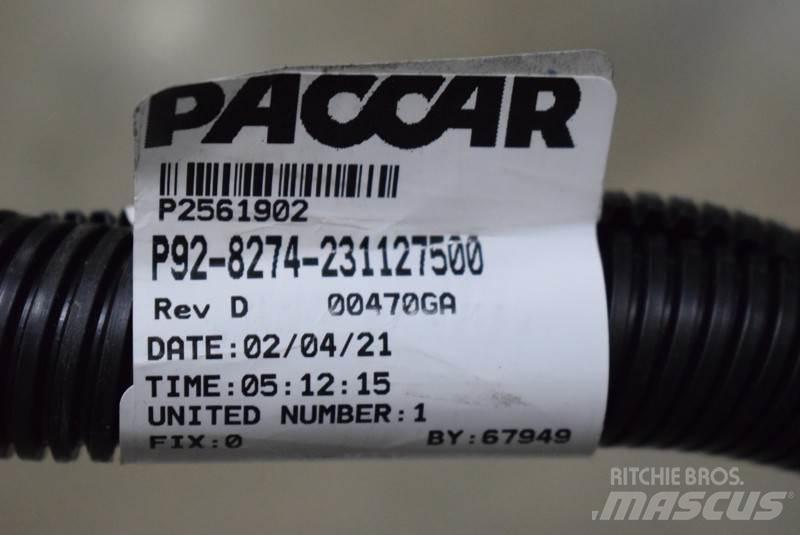 PACCAR
P2561902
P92-8274-231127500
Rev D 00470GA
DATE:02/04/21
TIME:05:12:15
UNITED NUMBER:1
FIX:0 BY:67949
RITCHIE BROS.
MASCUS